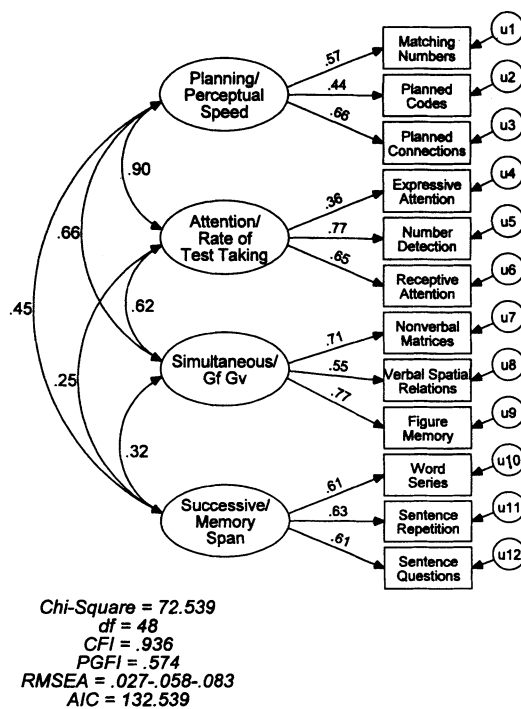 u1
Matching
Numbers
.57
Planning/
Perceptual
Speed
.44
Planned
Codes
u2
.66
Planned
Connections
u3
.90
.36
Expressive
Attention
u4
Attention/
Rate of
Test Taking
.77
Number
Detection
u5
.66
.65
Receptive
Attention
u6
.45
.62
.71
Nonverbal
Matrices
u7
Simultaneous/
Gf Gv
.55
Verbal Spatial
Relations
u8
.25
.77
Figure
Memory
u9
.32
.61
Word
Series
u10
Successive/
Memory
Span
.63
Sentence
Repetition
u11
.61
Sentence
Questions
u12
Chi-Square = 72.539
df = 48
CFI = .936
PGFI = .574
RMSEA = .027-.058-.083
AIC = 132.539